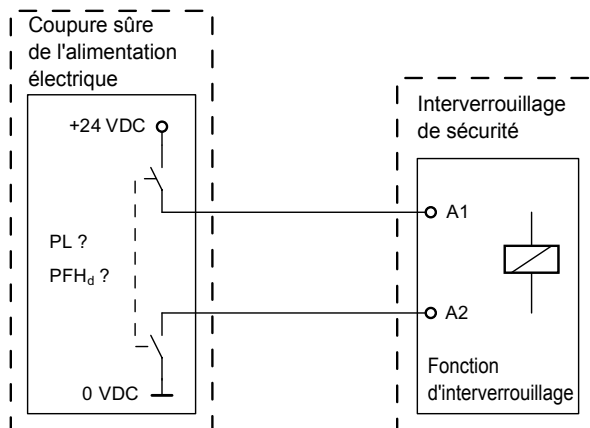 Coupure sûre
de l'alimentation
électrique
+24 VDC
PL ?
PFHd ?
0 VDC
Interverrouillage
de sécurité
A1
A2
Fonction
d'interverrouillage